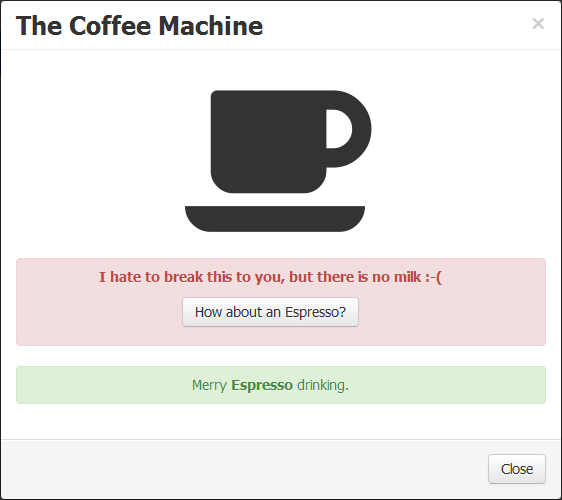 The Coffee Machine
×
I hate to break this to you, but there is no milk :-(
How about an Espresso?
Merry Espresso drinking.
Close